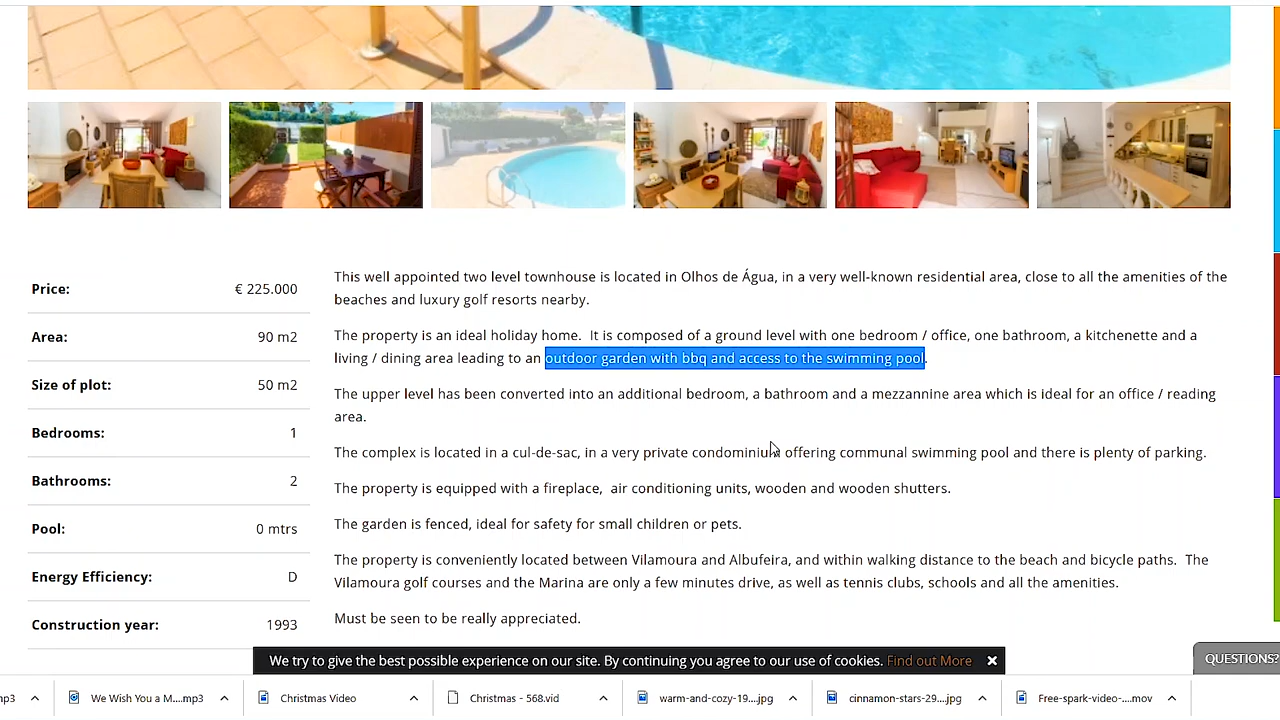 Price: € 225.000
Area: 90 m2
Size of plot: 50 m2
Bedrooms: 1
Bathrooms: 2
Pool: 0 mtrs
Energy Efficiency: D
Construction year: 1993
This well appointed two level townhouse is located in Olhos de Água, in a very well-known residential area, close to all the amenities of the
beaches and luxury golf resorts nearby.
The property is an ideal holiday home. It is composed of a ground level with one bedroom / office, one bathroom, a kitchenette and a
living / dining area leading to an outdoor garden with bbq and access to the swimming pool.
The upper level has been converted into an additional bedroom, a bathroom and a mezzannine area which is ideal for an office / reading
area.
The complex is located in a cul-de-sac, in a very private condominium offering communal swimming pool and there is plenty of parking.
The property is equipped with a fireplace, air conditioning units, wooden and wooden shutters.
The garden is fenced, ideal for safety for small children or pets.
The property is conveniently located between Vilamoura and Albufeira, and within walking distance to the beach and bicycle paths. The
Vilamoura golf courses and the Marina are only a few minutes drive, as well as tennis clubs, schools and all the amenities.
Must be seen to be really appreciated.
We try to give the best possible experience on our site. By continuing you agree to our use of cookies. Find out More ×
QUESTIONS?
mp3
We Wish You a M....mp3
Christmas Video
Christmas - 568.vid
warm-and-cozy-19....jpg
cinnamon-stars-29....jpg
Free-spark-video-....mov